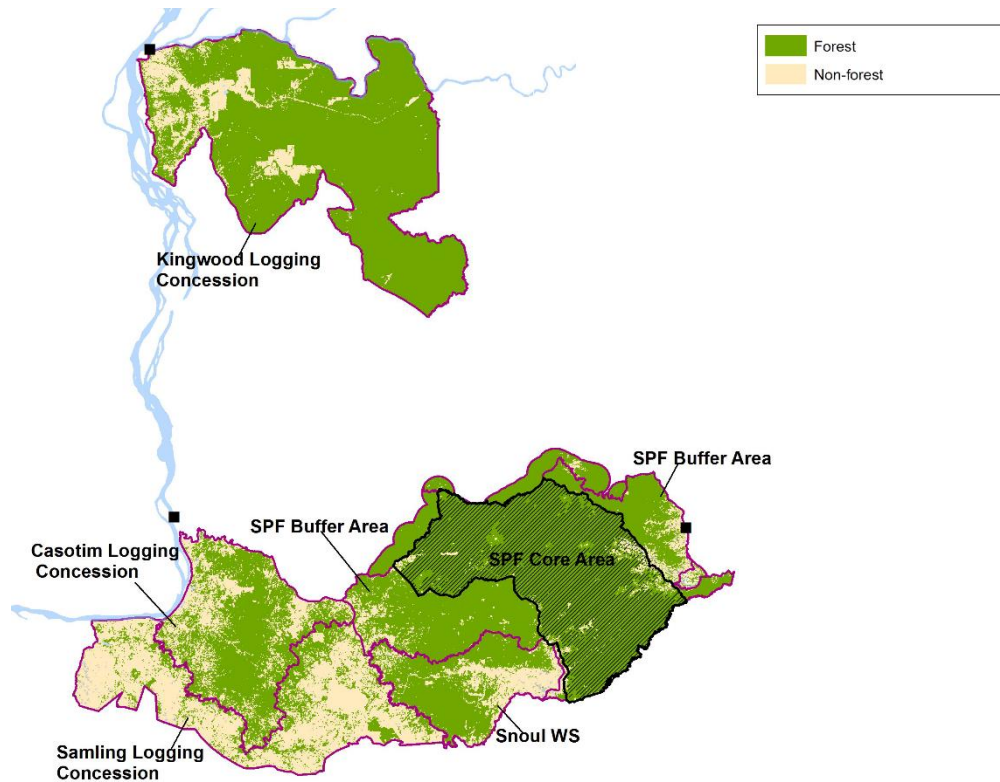 Forest
Non-forest
Kingwood Logging
Concession
SPF Buffer Area
SPF Buffer Area
Casotim Logging
Concession
SPF Core Area
Snoul WS
Samling Logging
Concession